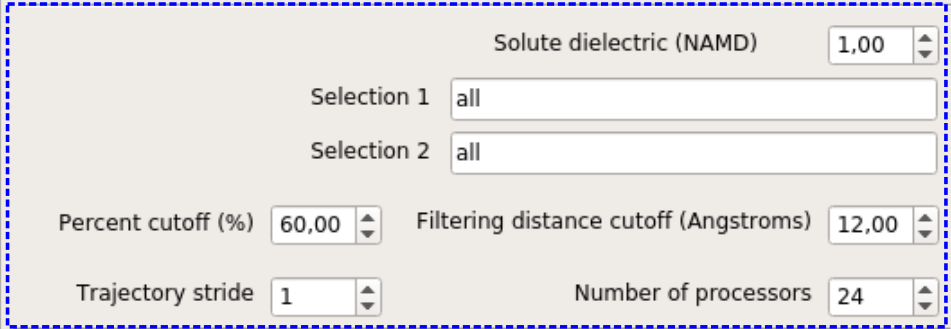 Solute dielectric (NAMD) 1,00
Selection 1 all
Selection 2 all
Percent cutoff (%) 60,00 Filtering distance cutoff (Angstroms) 12,00
Trajectory stride 1 Number of processors 24